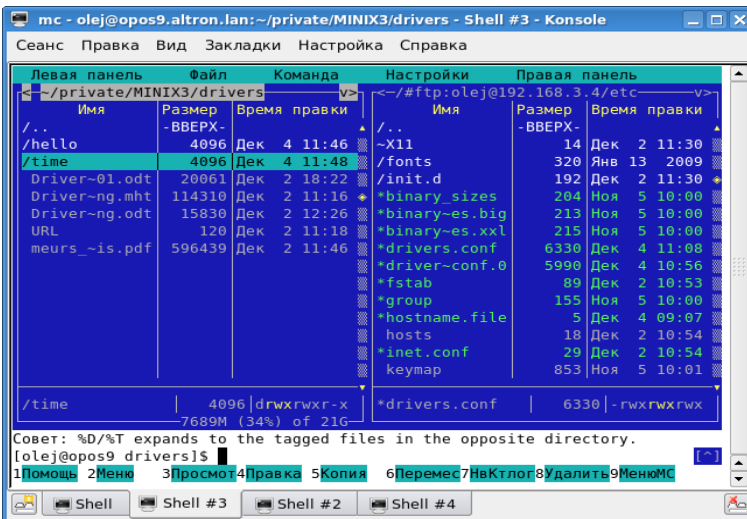 mc - olej@opos9.altron.lan:~/private/MINIX3/drivers - Shell #3 - Konsole
Сеанс Правка Вид Закладки Настройка Справка
Левая панель Файл Команда Настройки Правая панель
<-~/private/MINIX3/drivers v> <-/#ftp:olej@192.168.3.4/etc v>
Имя Размер Время правки Имя Размер Время правки
/.. -ВВЕРХ- /.. -ВВЕРХ-
/hello 4096 Дек 4 11:46 ~X11 14 Дек 2 11:30
/time 4096 Дек 4 11:48 /fonts 320 Янв 13 2009
Driver~01.odt 20061 Дек 2 18:22 /init.d 192 Дек 2 11:30
Driver~ng.mht 114310 Дек 2 11:16 *binary_sizes 204 Ноя 5 10:00
Driver~ng.odt 15830 Дек 2 12:26 *binary~es.big 213 Ноя 5 10:00
URL 120 Дек 2 11:18 *binary~es.xxl 215 Ноя 5 10:00
meurs_~is.pdf 596439 Дек 2 11:46 *drivers.conf 6330 Дек 4 11:08
*driver~conf.0 5990 Дек 4 10:56
*fstab 89 Дек 2 10:53
*group 155 Ноя 5 10:00
*hostname.file 5 Дек 4 09:07
hosts 18 Дек 2 10:54
*inet.conf 29 Дек 2 10:54
keymap 853 Ноя 5 10:01
/time 4096 drwxrwxr-x *drivers.conf 6330 -rwxrwxrwx
7689M (34%) of 21G
Совет: %D/%T expands to the tagged files in the opposite directory.
[olej@opos9 drivers]$ [^]
1Помощь 2Меню 3Просмот 4Правка 5Копия 6Перемес 7НвКтлог 8Удалить 9МенюМС
Shell Shell #3 Shell #2 Shell #4